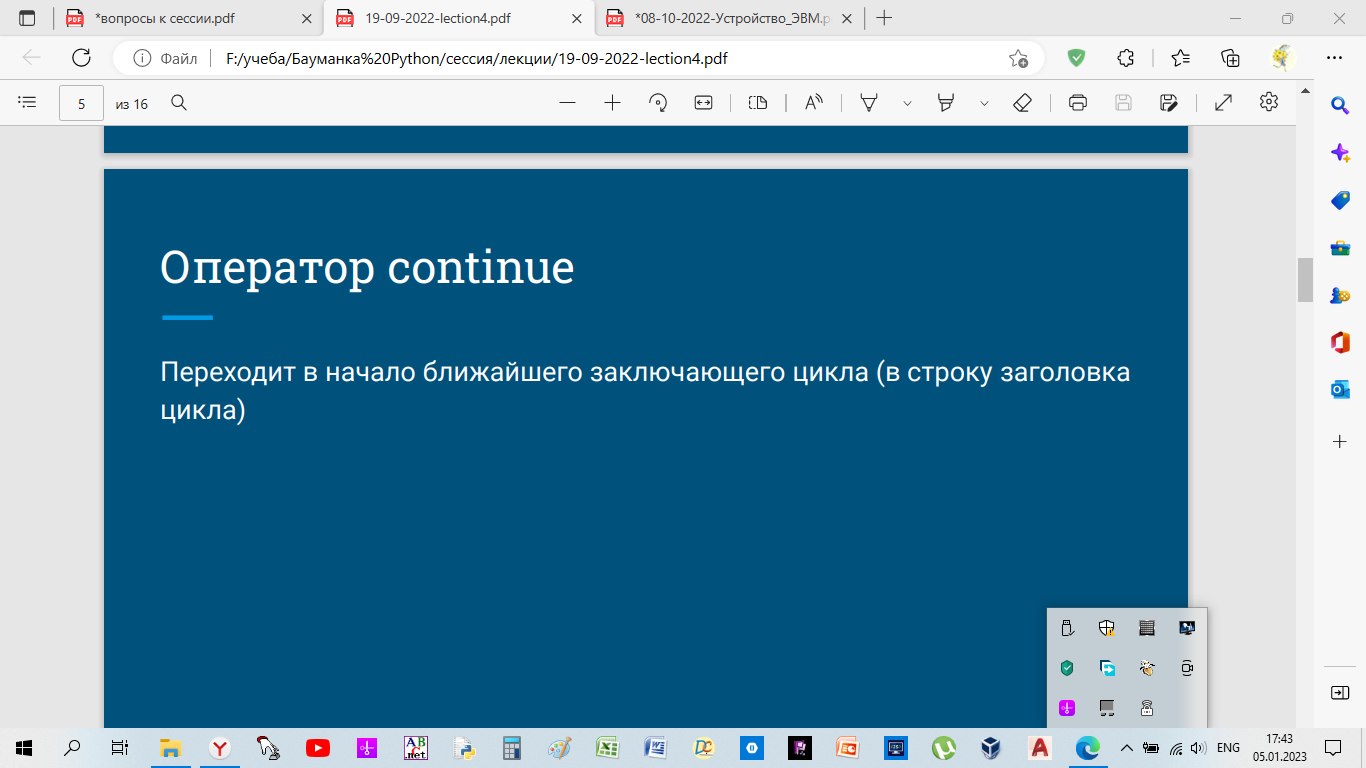 *вопросы к сессии.pdf
19-09-2022-lection4.pdf
*08-10-2022-Устройство_ЭВМ.p
Файл
F:/учеба/Бауманка%20Python/сессия/лекции/19-09-2022-lection4.pdf
5 из 16
Оператор continue
Переходит в начало ближайшего заключающего цикла (в строку заголовка
цикла)
ENG
17:43
05.01.2023